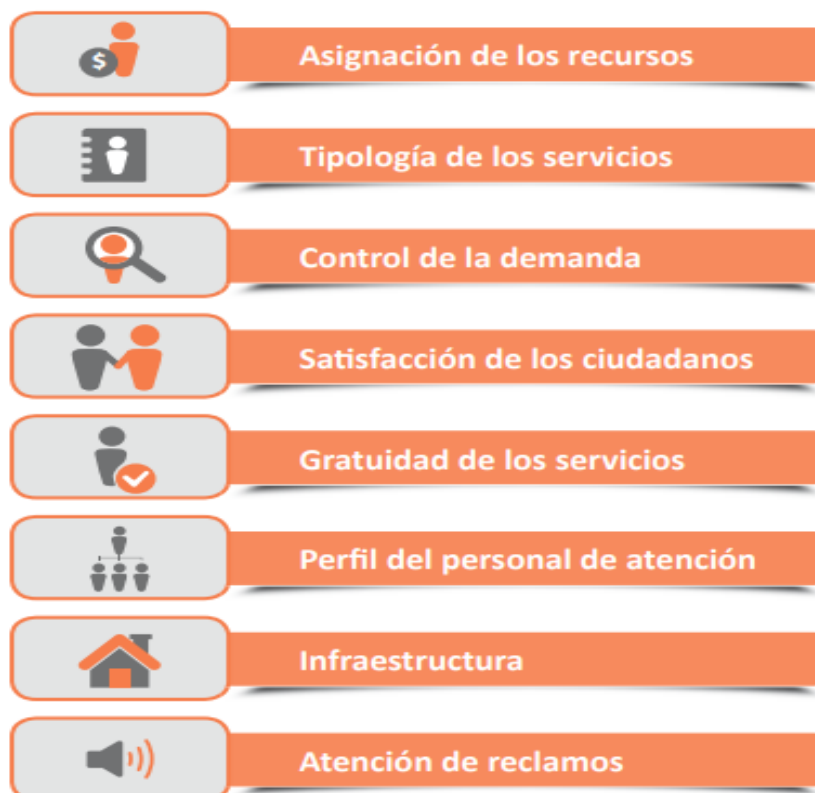 $
Asignación de los recursos
Tipología de los servicios
Control de la demanda
Satisfacción de los ciudadanos
Gratuidad de los servicios
Perfil del personal de atención
Infraestructura
Atención de reclamos